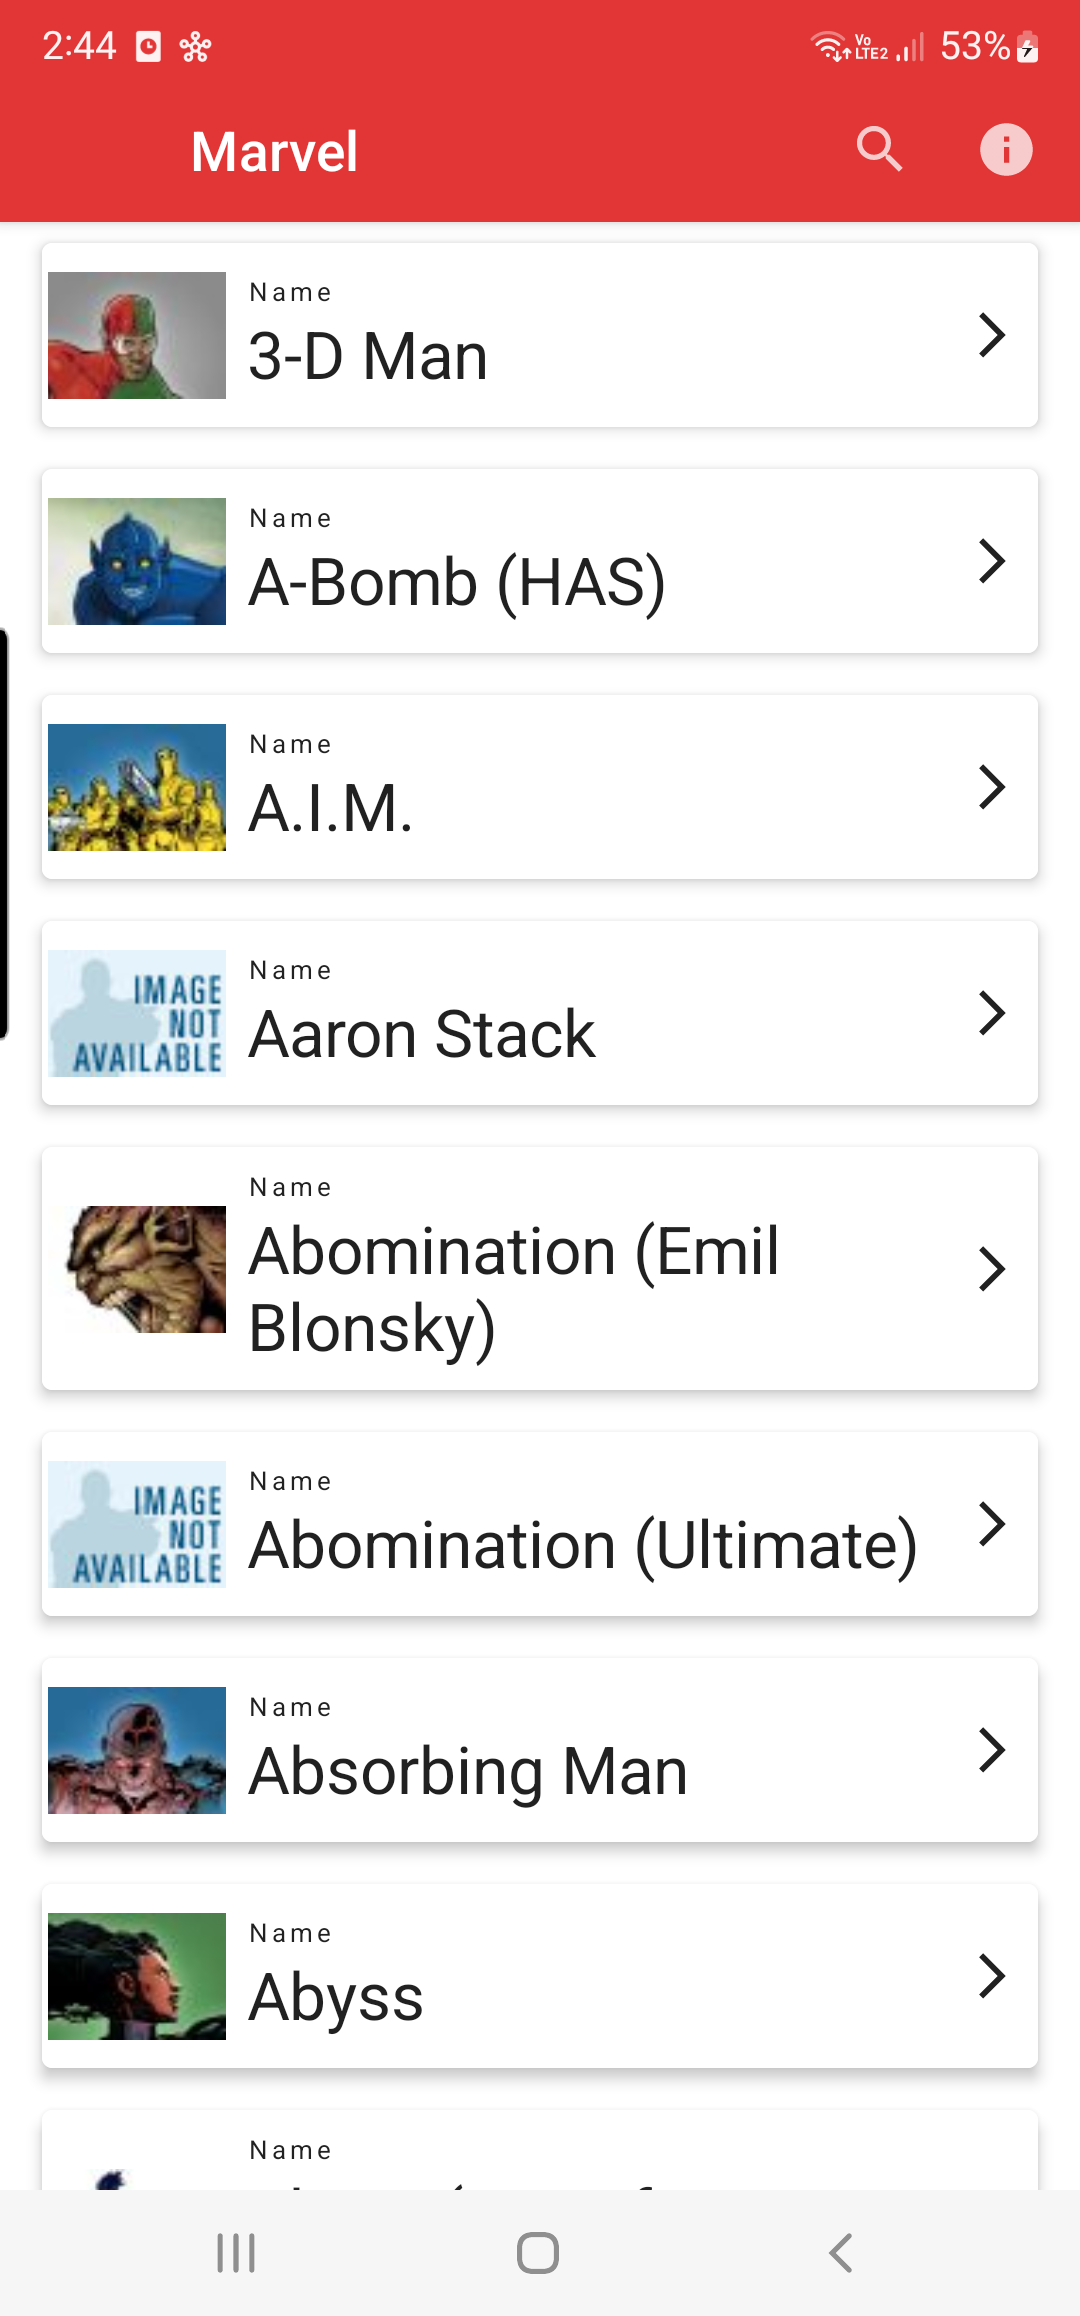 2:44
Vo
LTE2
53%
Marvel
Name
3-D Man
Name
A-Bomb (HAS)
Name
A.I.M.
IMAGE
NOT
AVAILABLE
Name
Aaron Stack
Name
Abomination (Emil
Blonsky)
IMAGE
NOT
AVAILABLE
Name
Abomination (Ultimate)
Name
Absorbing Man
Name
Abyss
Name